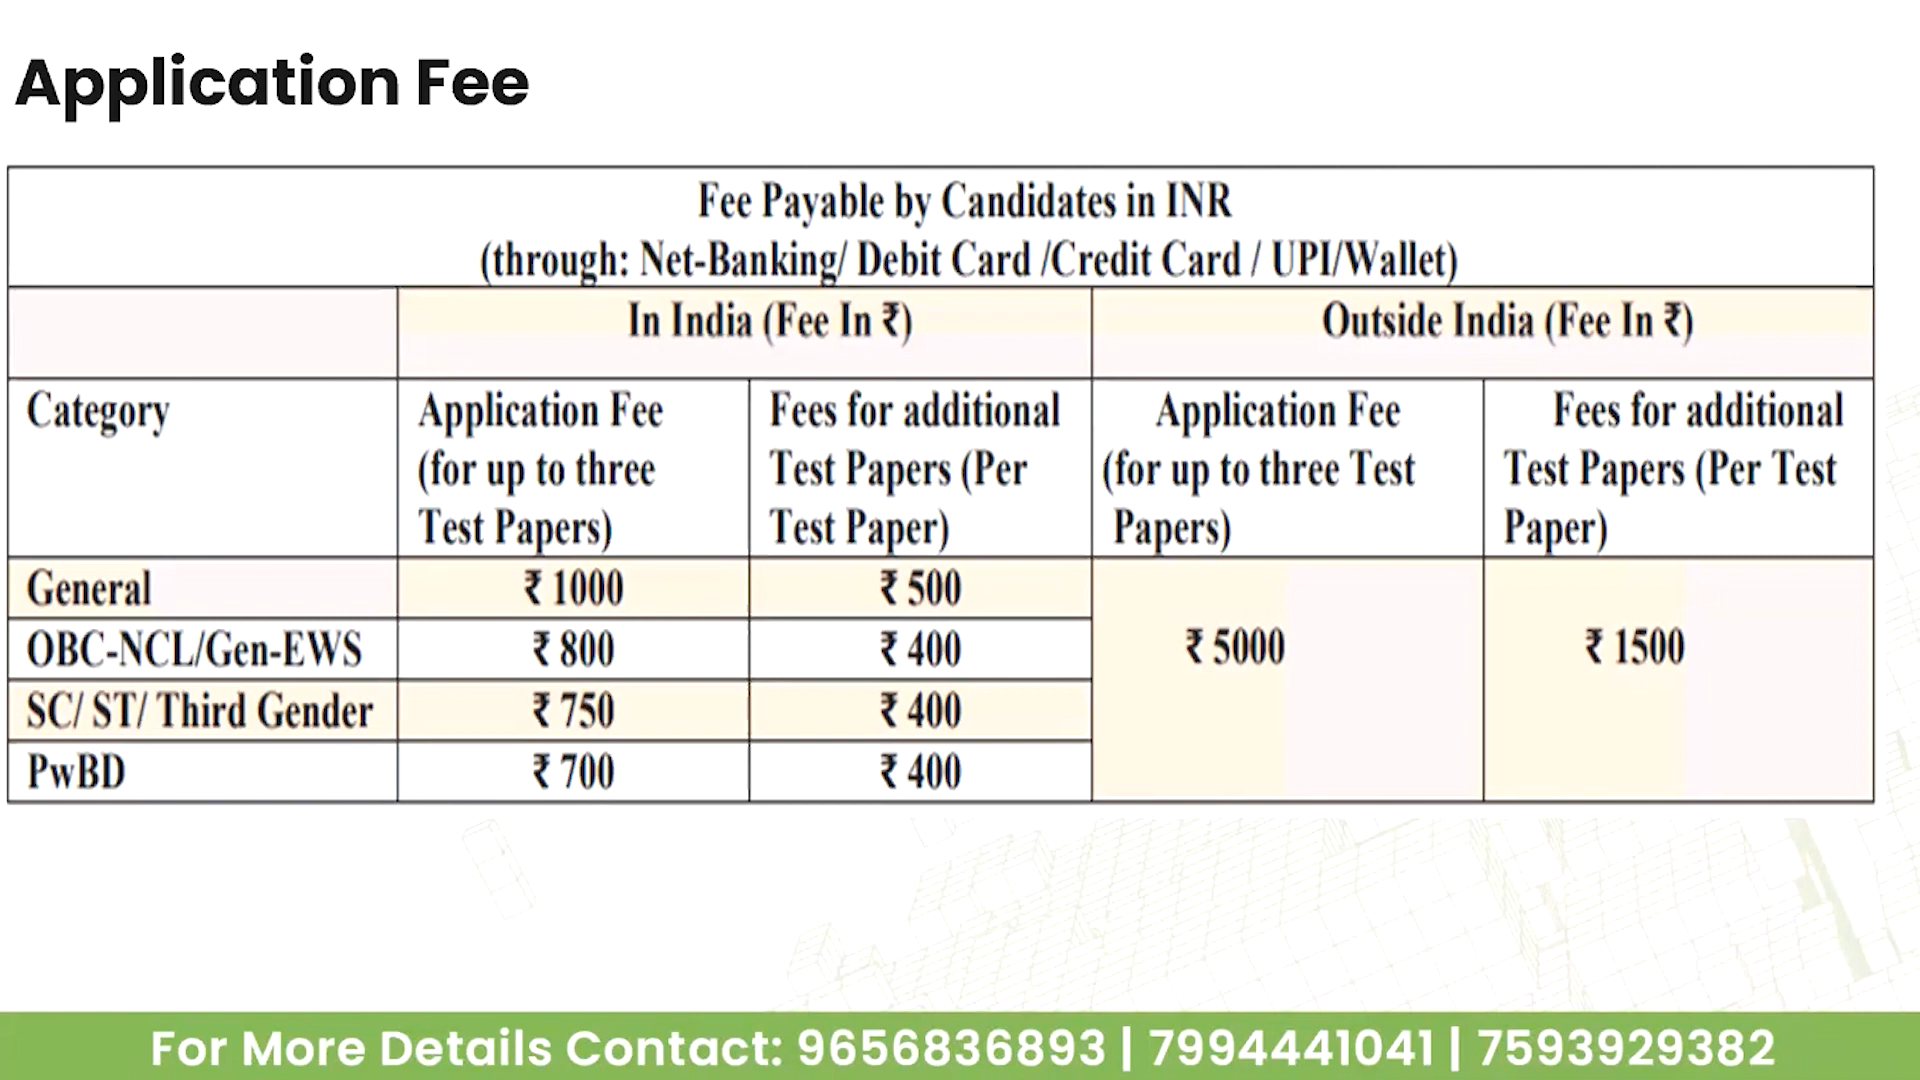 Application Fee
Fee Payable by Candidates in INR
(through: Net-Banking/ Debit Card /Credit Card / UPI/Wallet)
In India (Fee In ₹)
Outside India (Fee In ₹)
Category
Application Fee
(for up to three
Test Papers)
Fees for additional
Test Papers (Per
Test Paper)
Application Fee
(for up to three Test
Papers)
Fees for additional
Test Papers (Per Test
Paper)
General
₹ 1000
₹ 500
OBC-NCL/Gen-EWS
₹ 800
₹ 400
₹ 5000
₹ 1500
SC/ ST/ Third Gender
₹ 750
₹ 400
PwBD
₹ 700
₹ 400
For More Details Contact: 9656836893 | 7994441041 | 7593929382